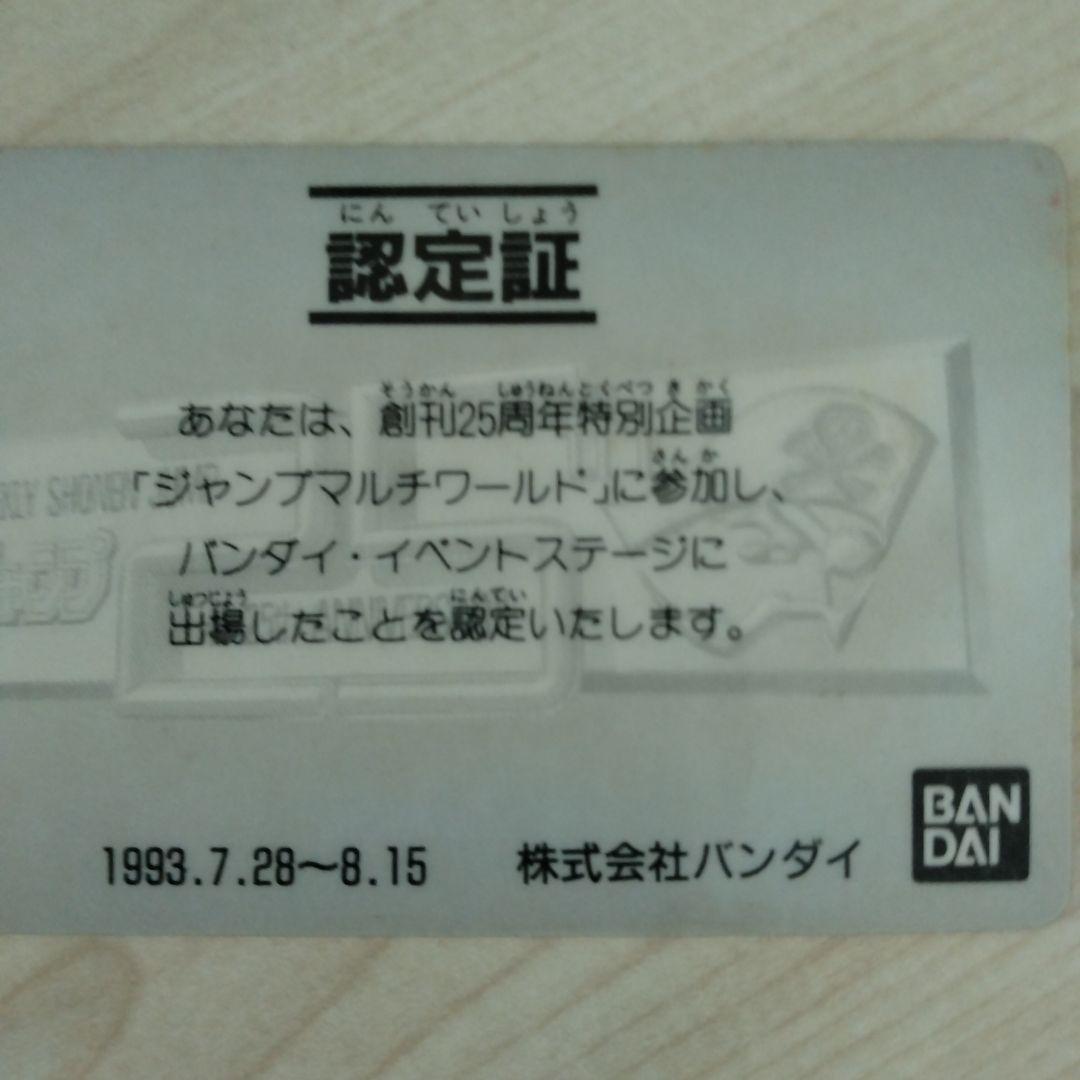 にん てい しょう
認定証
そうかん しゅうねんとくべつ き かく
あなたは、創刊25周年特別企画
さん か
「ジャンプマルチワールド」に参加し、
バンダイ・イベントステージに
しゅつじょう にんてい
出場したことを認定いたします。
1993.7.28〜8.15 株式会社バンダイ
BAN
DAI